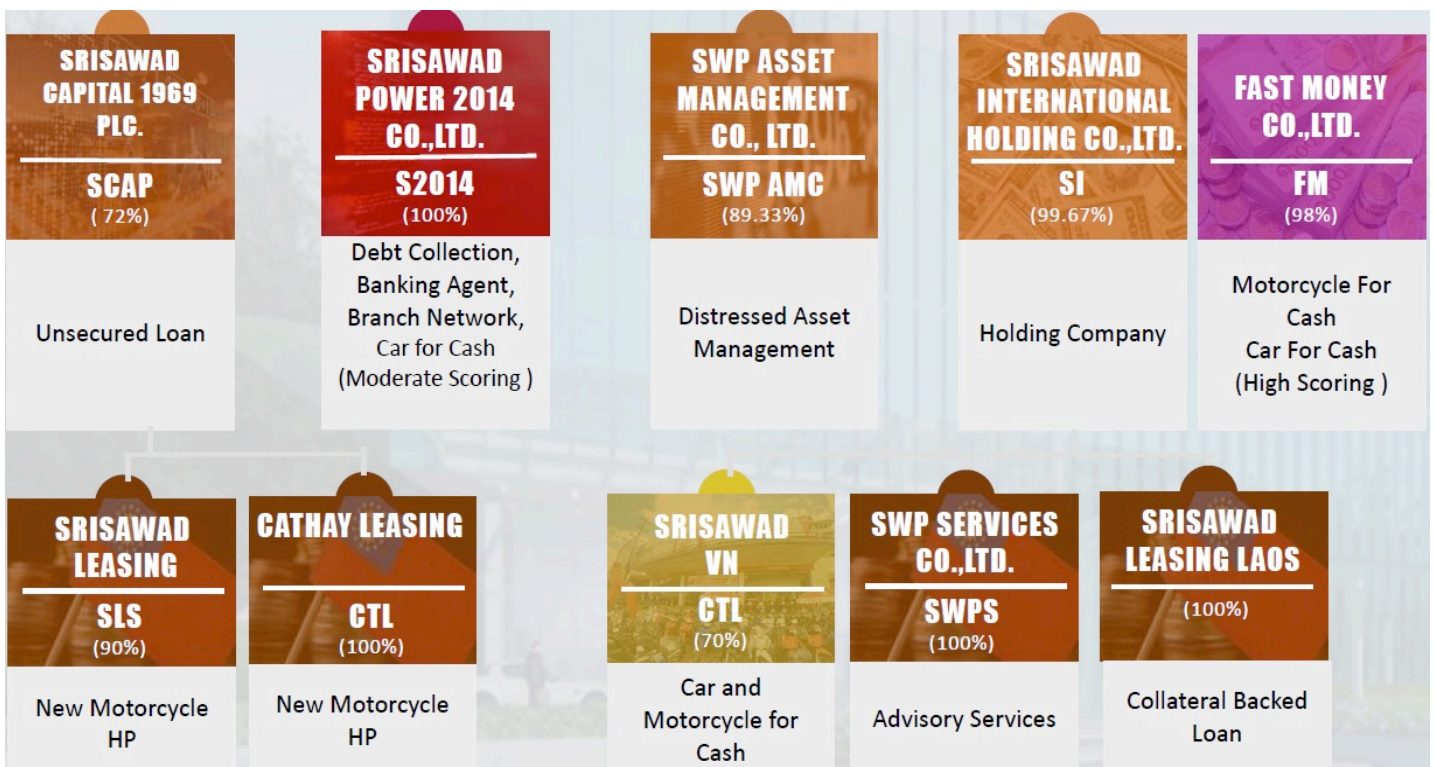 SRISAWAD
CAPITAL 1969
PLC.
SCAP
( 72%)
Unsecured Loan
SRISAWAD
POWER 2014
CO.,LTD.
S2014
(100%)
Debt Collection,
Banking Agent,
Branch Network,
Car for Cash
(Moderate Scoring )
SWP ASSET
MANAGEMENT
CO., LTD.
SWP AMC
(89.33%)
Distressed Asset
Management
SRISAWAD
INTERNATIONAL
HOLDING CO.,LTD.
SI
(99.67%)
Holding Company
FAST MONEY
CO.,LTD.
FM
(98%)
Motorcycle For
Cash
Car For Cash
(High Scoring )
SRISAWAD
LEASING
SLS
(90%)
New Motorcycle
HP
CATHAY LEASING
CTL
(100%)
New Motorcycle
HP
SRISAWAD
VN
CTL
(70%)
Car and
Motorcycle for
Cash
SWP SERVICES
CO.,LTD.
SWPS
(100%)
Advisory Services
SRISAWAD
LEASING LAOS
(100%)
Collateral Backed
Loan